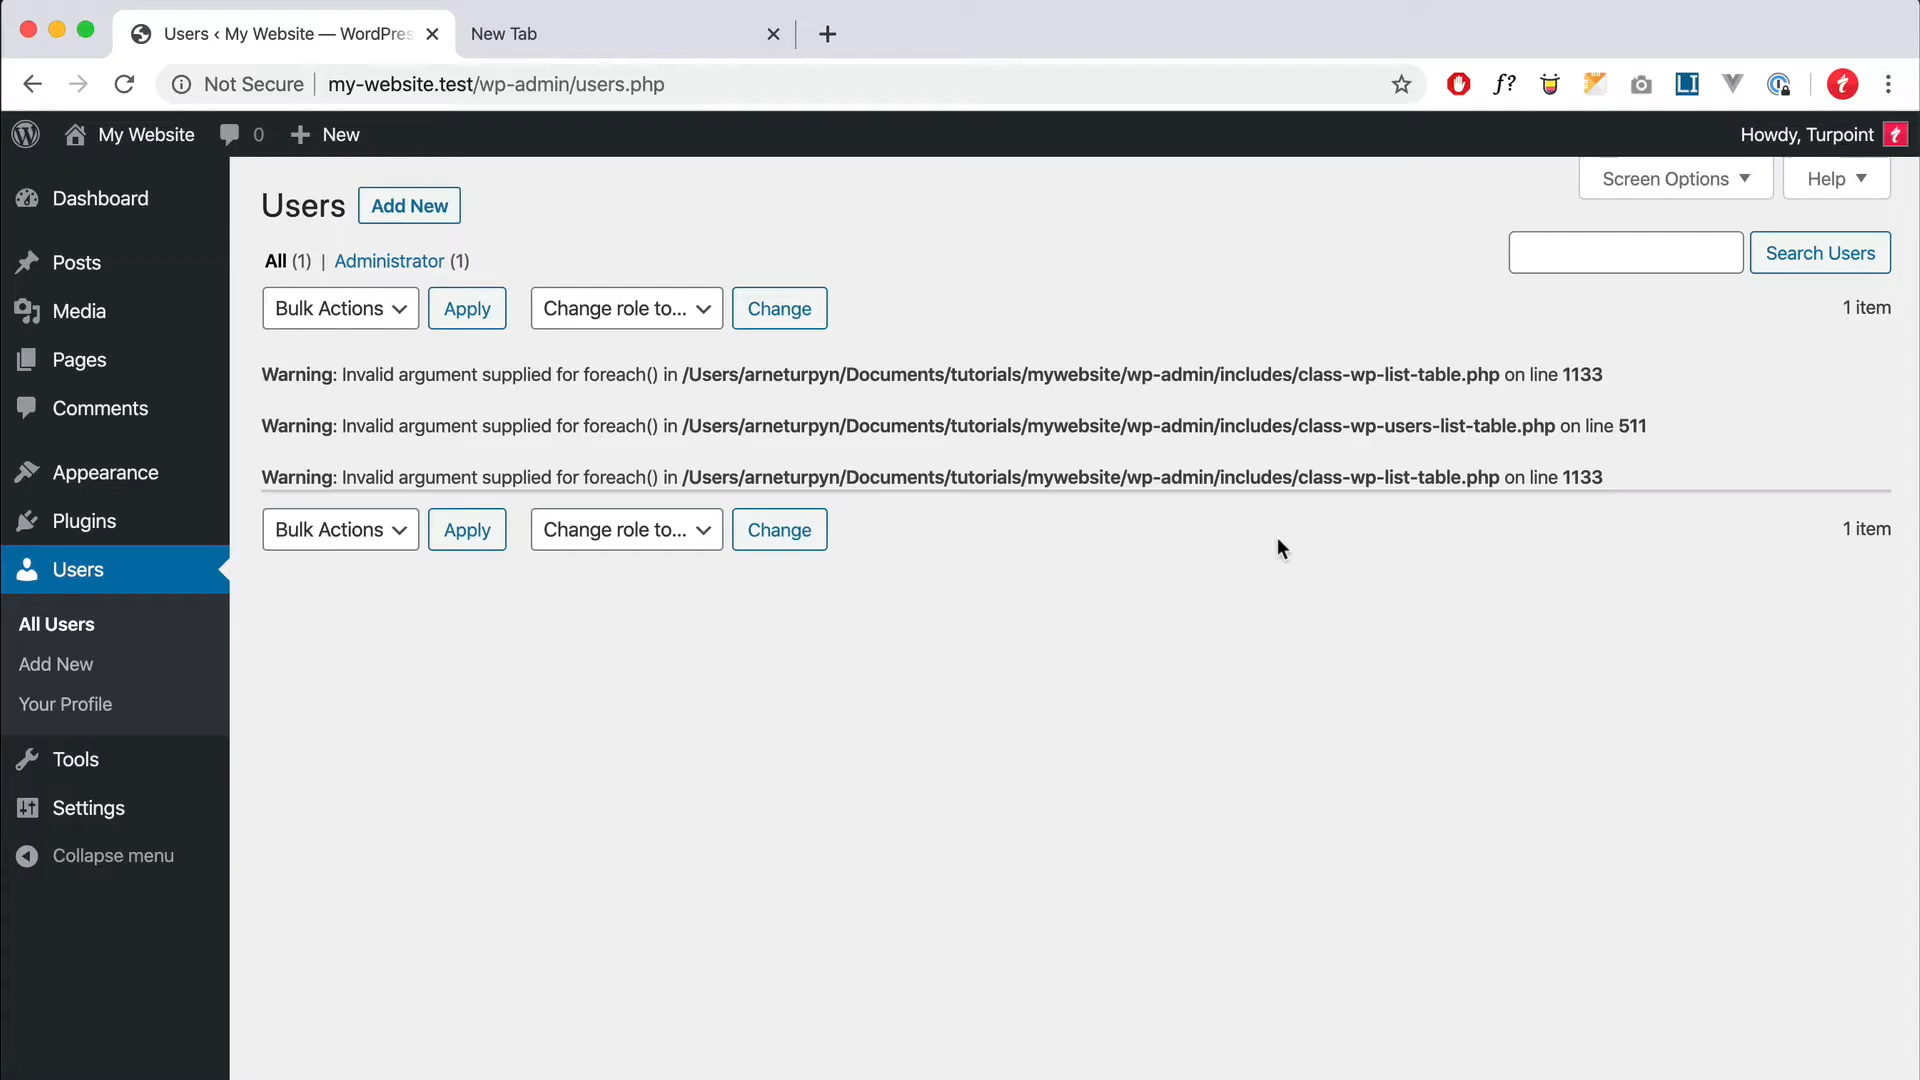 Users ‹ My Website — WordPres
New Tab
Not Secure
my-website.test/wp-admin/users.php
f?
LI
t
My Website
0
New
Howdy, Turpoint
t
Dashboard
Posts
Media
Pages
Comments
Appearance
Plugins
Users
All Users
Add New
Your Profile
Tools
Settings
Collapse menu
Screen Options
Help
Users
Add New
All (1) | Administrator (1)
Search Users
Bulk Actions
Apply
Change role to...
Change
1 item
Warning: Invalid argument supplied for foreach() in /Users/arneturpyn/Documents/tutorials/mywebsite/wp-admin/includes/class-wp-list-table.php on line 1133
Warning: Invalid argument supplied for foreach() in /Users/arneturpyn/Documents/tutorials/mywebsite/wp-admin/includes/class-wp-users-list-table.php on line 511
Warning: Invalid argument supplied for foreach() in /Users/arneturpyn/Documents/tutorials/mywebsite/wp-admin/includes/class-wp-list-table.php on line 1133
Bulk Actions
Apply
Change role to...
Change
1 item